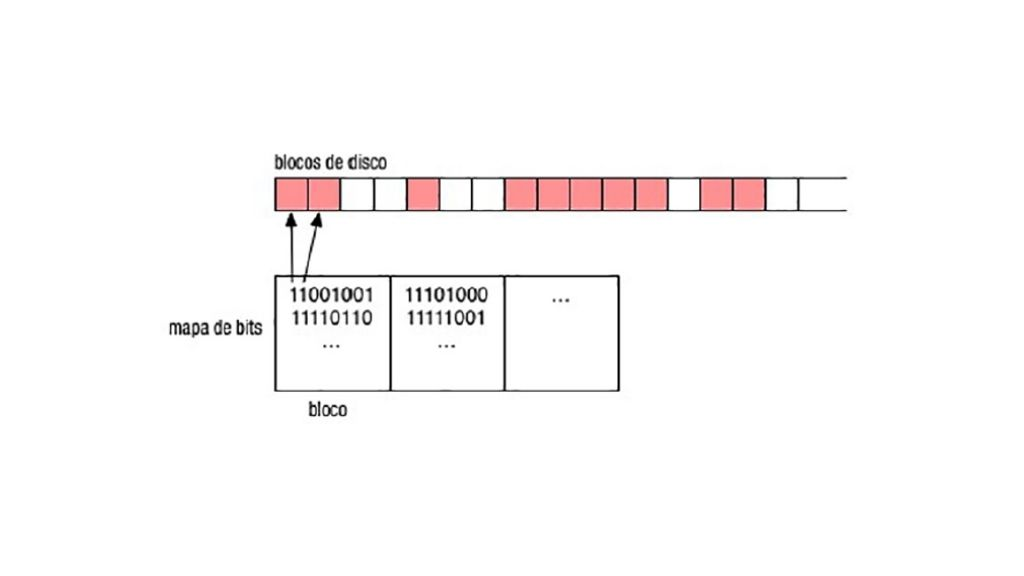 blocos de disco
11001001
11110110
...
11101000
11111001
...
...
mapa de bits
bloco